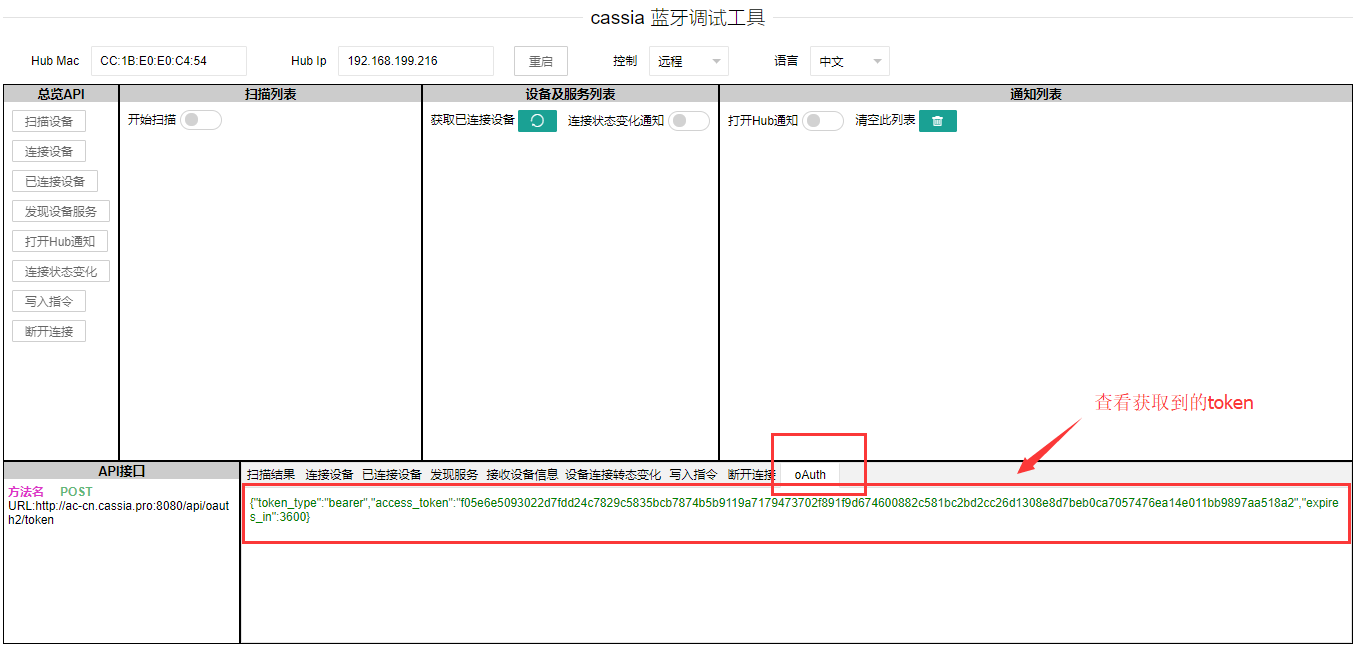 cassia 蓝牙调试工具
Hub Mac CC:1B:E0:E0:C4:54 Hub Ip 192.168.199.216 重启 控制 远程 语言 中文
总览API 扫描列表 设备及服务列表 通知列表
扫描设备 开始扫描 获取已连接设备 连接状态变化通知 打开Hub通知 清空此列表
连接设备
已连接设备
发现设备服务
打开Hub通知
连接状态变化
写入指令
断开连接
查看获取到的token
API接口 扫描结果 连接设备 已连接设备 发现服务 接收设备信息 设备连接转态变化 写入指令 断开连接 oAuth
方法名 POST
URL:http://ac-cn.cassia.pro:8080/api/oaut
h2/token
{"token_type":"bearer","access_token":"f05e6e5093022d7fdd24c7829c5835bcb7874b5b9119a7179473702f891f9d674600882c581bc2bd2cc26d1308e8d7beb0ca7057476ea14e011bb9897aa518a2","expire
s_in":3600}